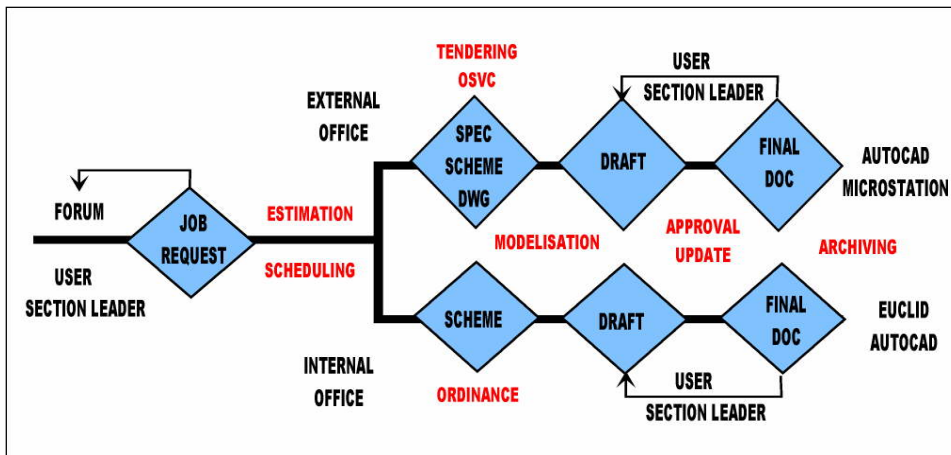 FORUM
USER
SECTION LEADER
JOB
REQUEST
ESTIMATION
SCHEDULING
EXTERNAL
OFFICE
TENDERING
OSVC
SPEC
SCHEME
DWG
DRAFT
USER
SECTION LEADER
FINAL
DOC
AUTOCAD
MICROSTATION
MODELISATION
APPROVAL
UPDATE
ARCHIVING
INTERNAL
OFFICE
SCHEME
ORDINANCE
DRAFT
USER
SECTION LEADER
FINAL
DOC
EUCLID
AUTOCAD